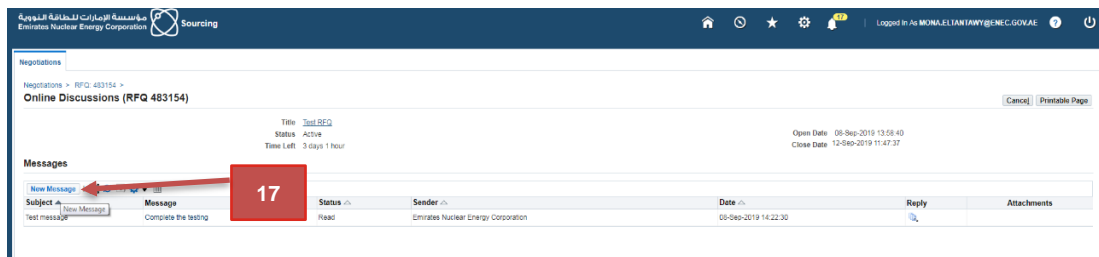 مؤسسة الإمارات للطاقة النووية
Emirates Nuclear Energy Corporation
Sourcing
17
Logged In As MONA.ELTANTAWY@ENEC.GOV.AE
?
Negotiations
Negotiations > RFQ: 483154 >
Online Discussions (RFQ 483154)
Cancel Printable Page
Title Test RFQ
Status Active
Time Left 3 days 1 hour
Open Date 08-Sep-2019 13:58:40
Close Date 12-Sep-2019 11:47:37
Messages
New Message
17
Subject Message Status Sender Date Reply Attachments
New Message
Test message Complete the testing Read Emirates Nuclear Energy Corporation 08-Sep-2019 14:22:30